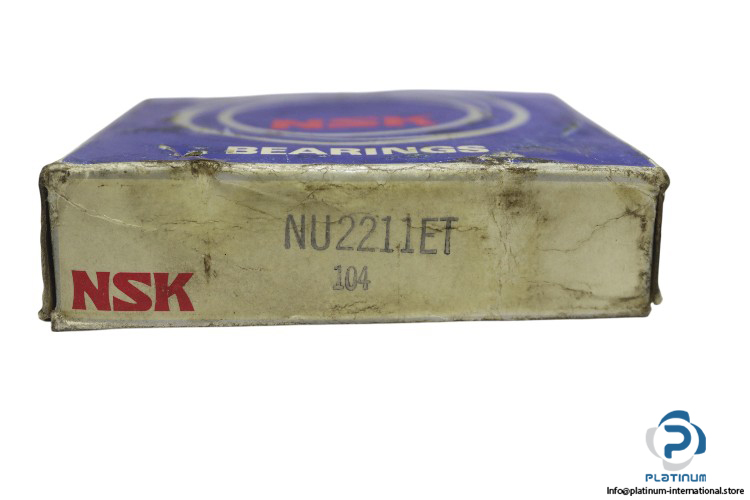 NSK
BEARINGS
NU2211ET
104
NSK
PLATINUM
Info@platinum-international.store